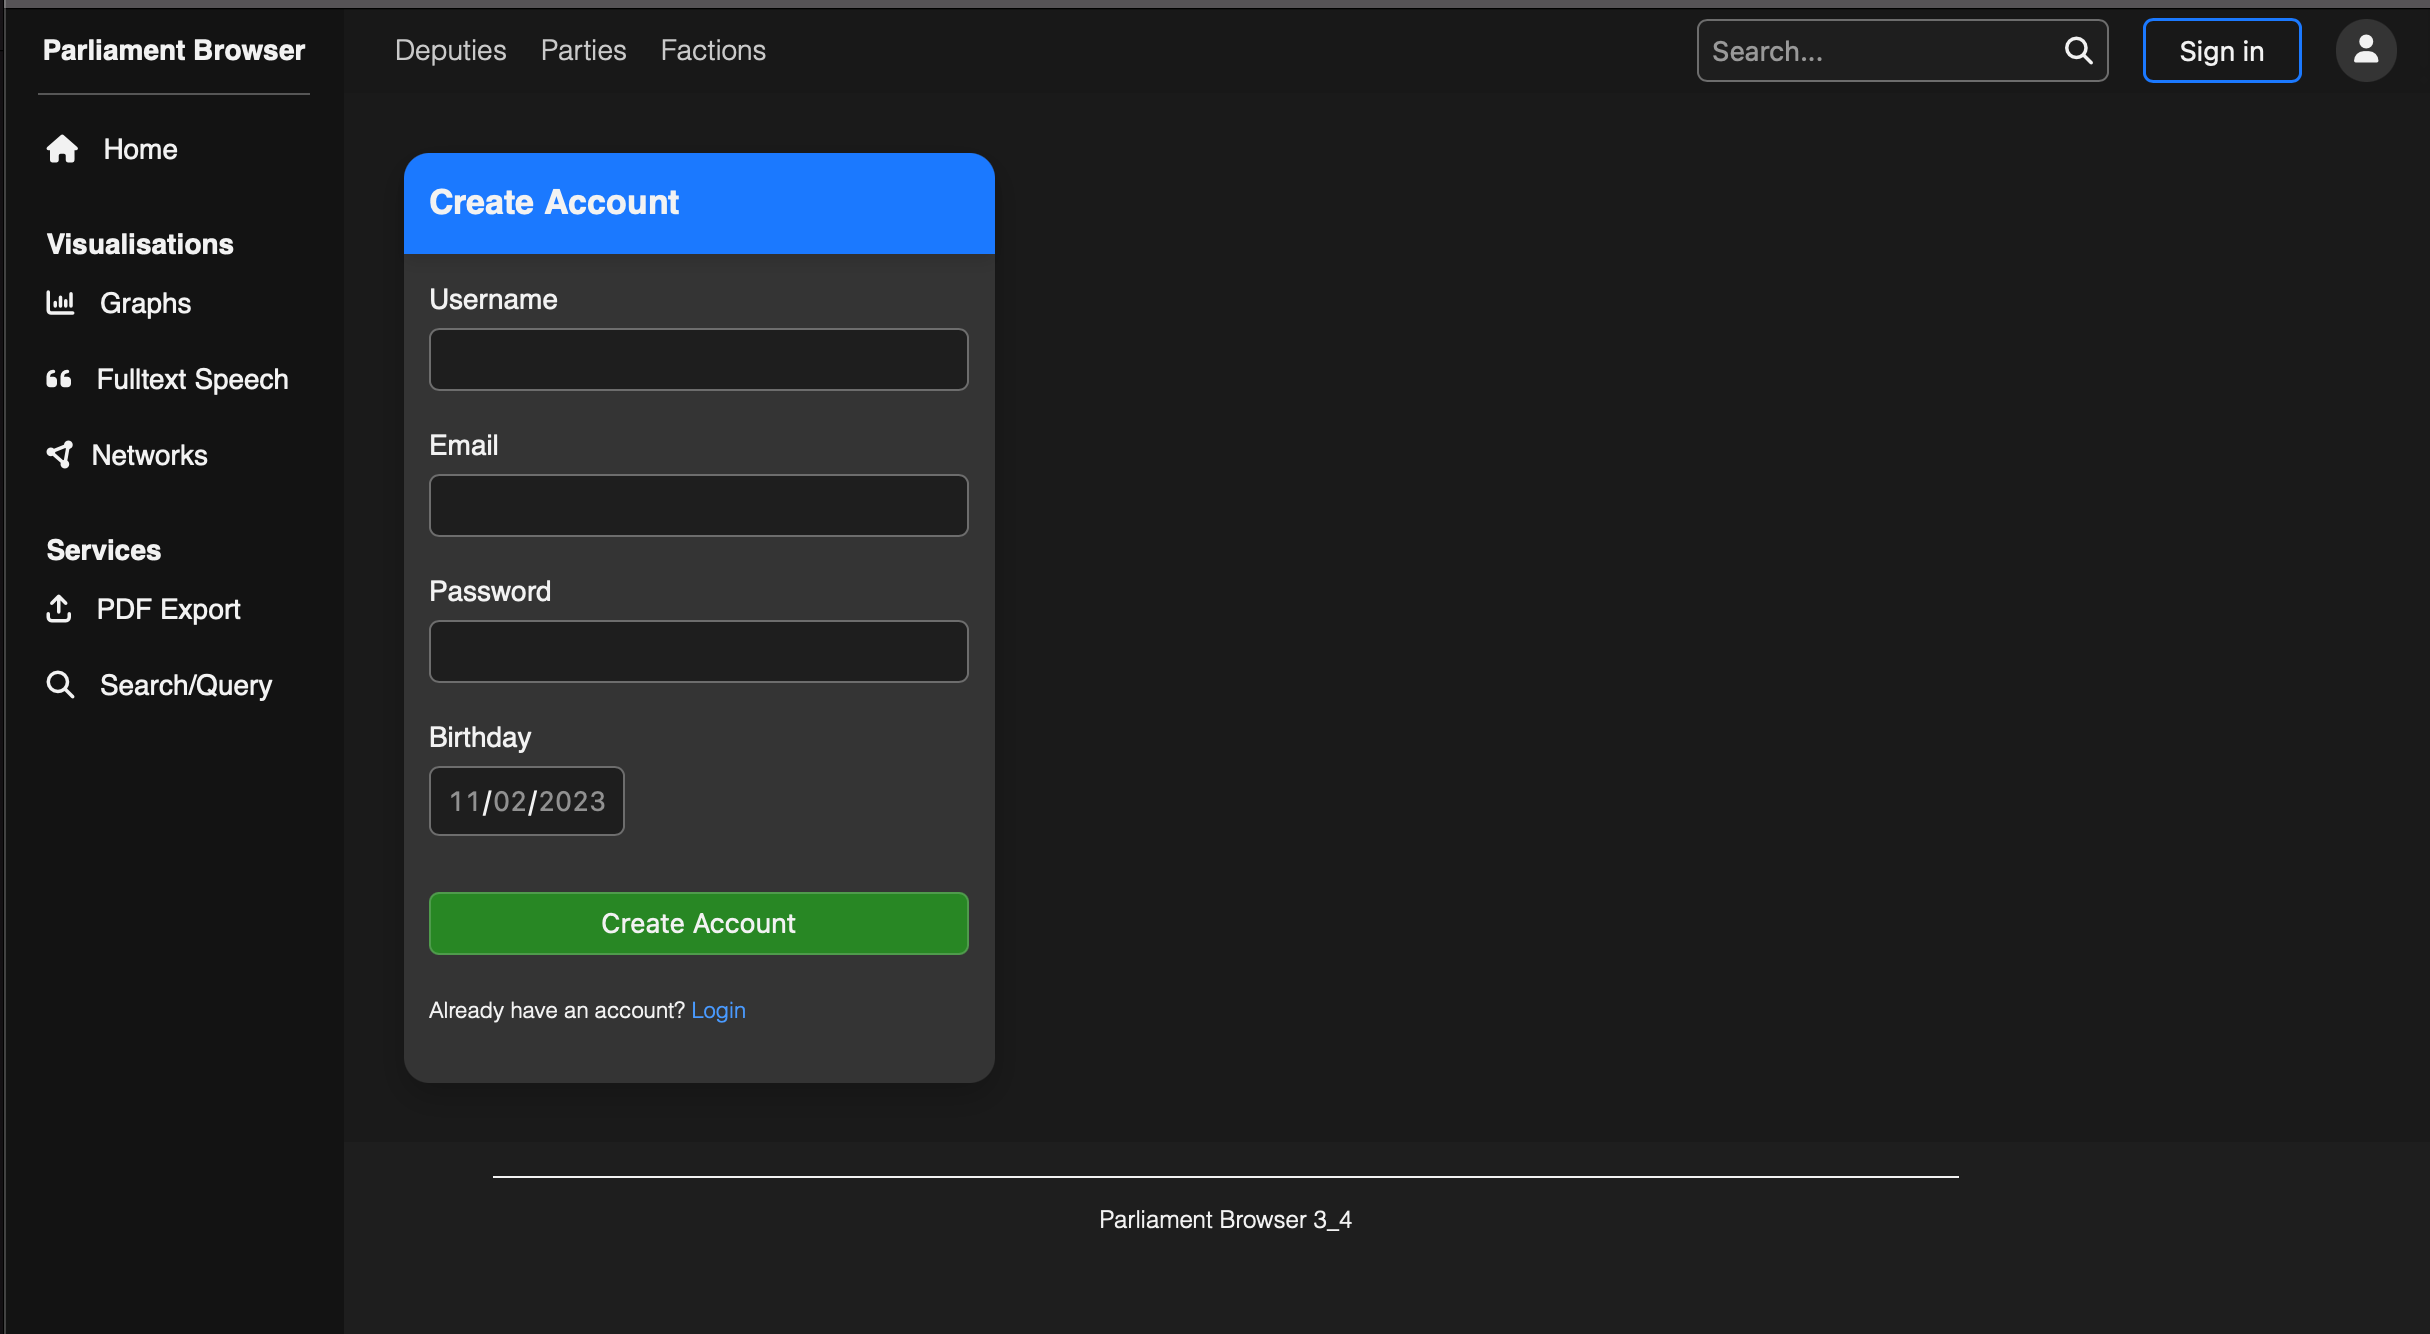 Parliament Browser
Deputies Parties Factions
Search...
Sign in
Home
Visualisations
Graphs
Fulltext Speech
Networks
Services
PDF Export
Search/Query
Create Account
Username
Email
Password
Birthday
11/02/2023
Create Account
Already have an account? Login
Parliament Browser 3_4